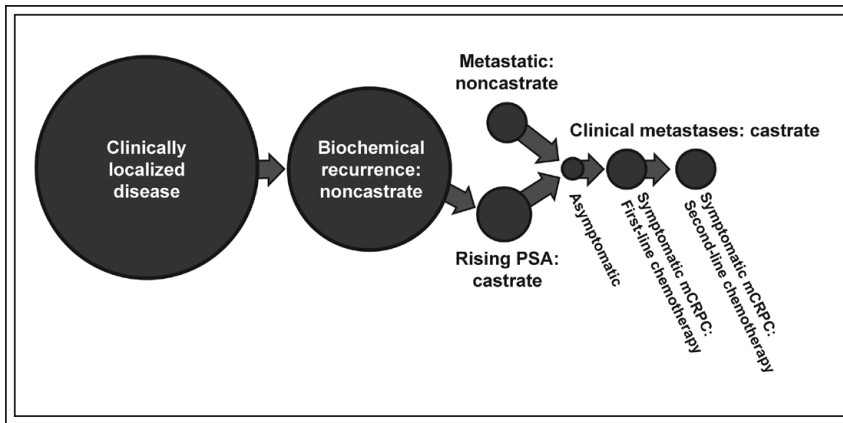 Clinically
localized
disease
Biochemical
recurrence:
noncastrate
Metastatic:
noncastrate
Rising PSA:
castrate
Clinical metastases: castrate
Asymptomatic
Symptomatic mCRPC:
First-line chemotherapy
Symptomatic mCRPC:
Second-line chemotherapy